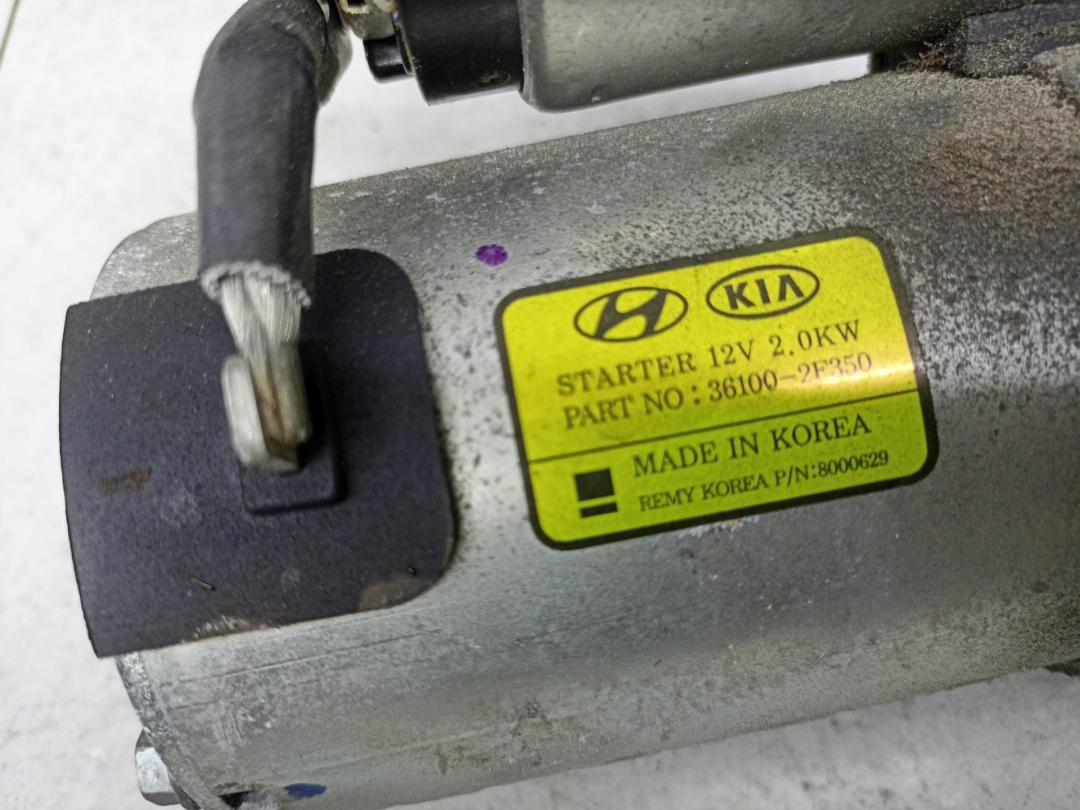 KIA
STARTER 12V 2.0KW
PART NO : 36100-2F350
MADE IN KOREA
REMY KOREA P/N:8000629